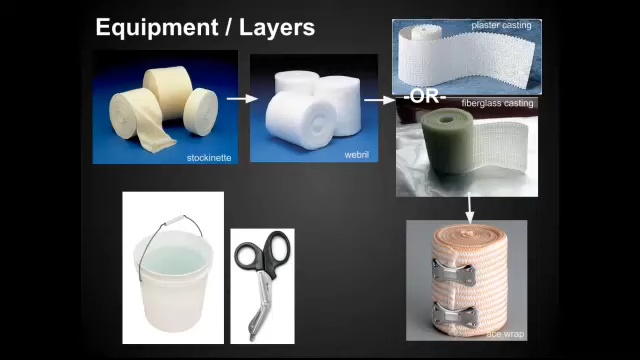 Equipment / Layers
plaster casting
-OR-
fiberglass casting
stockinette
webril
ace wrap